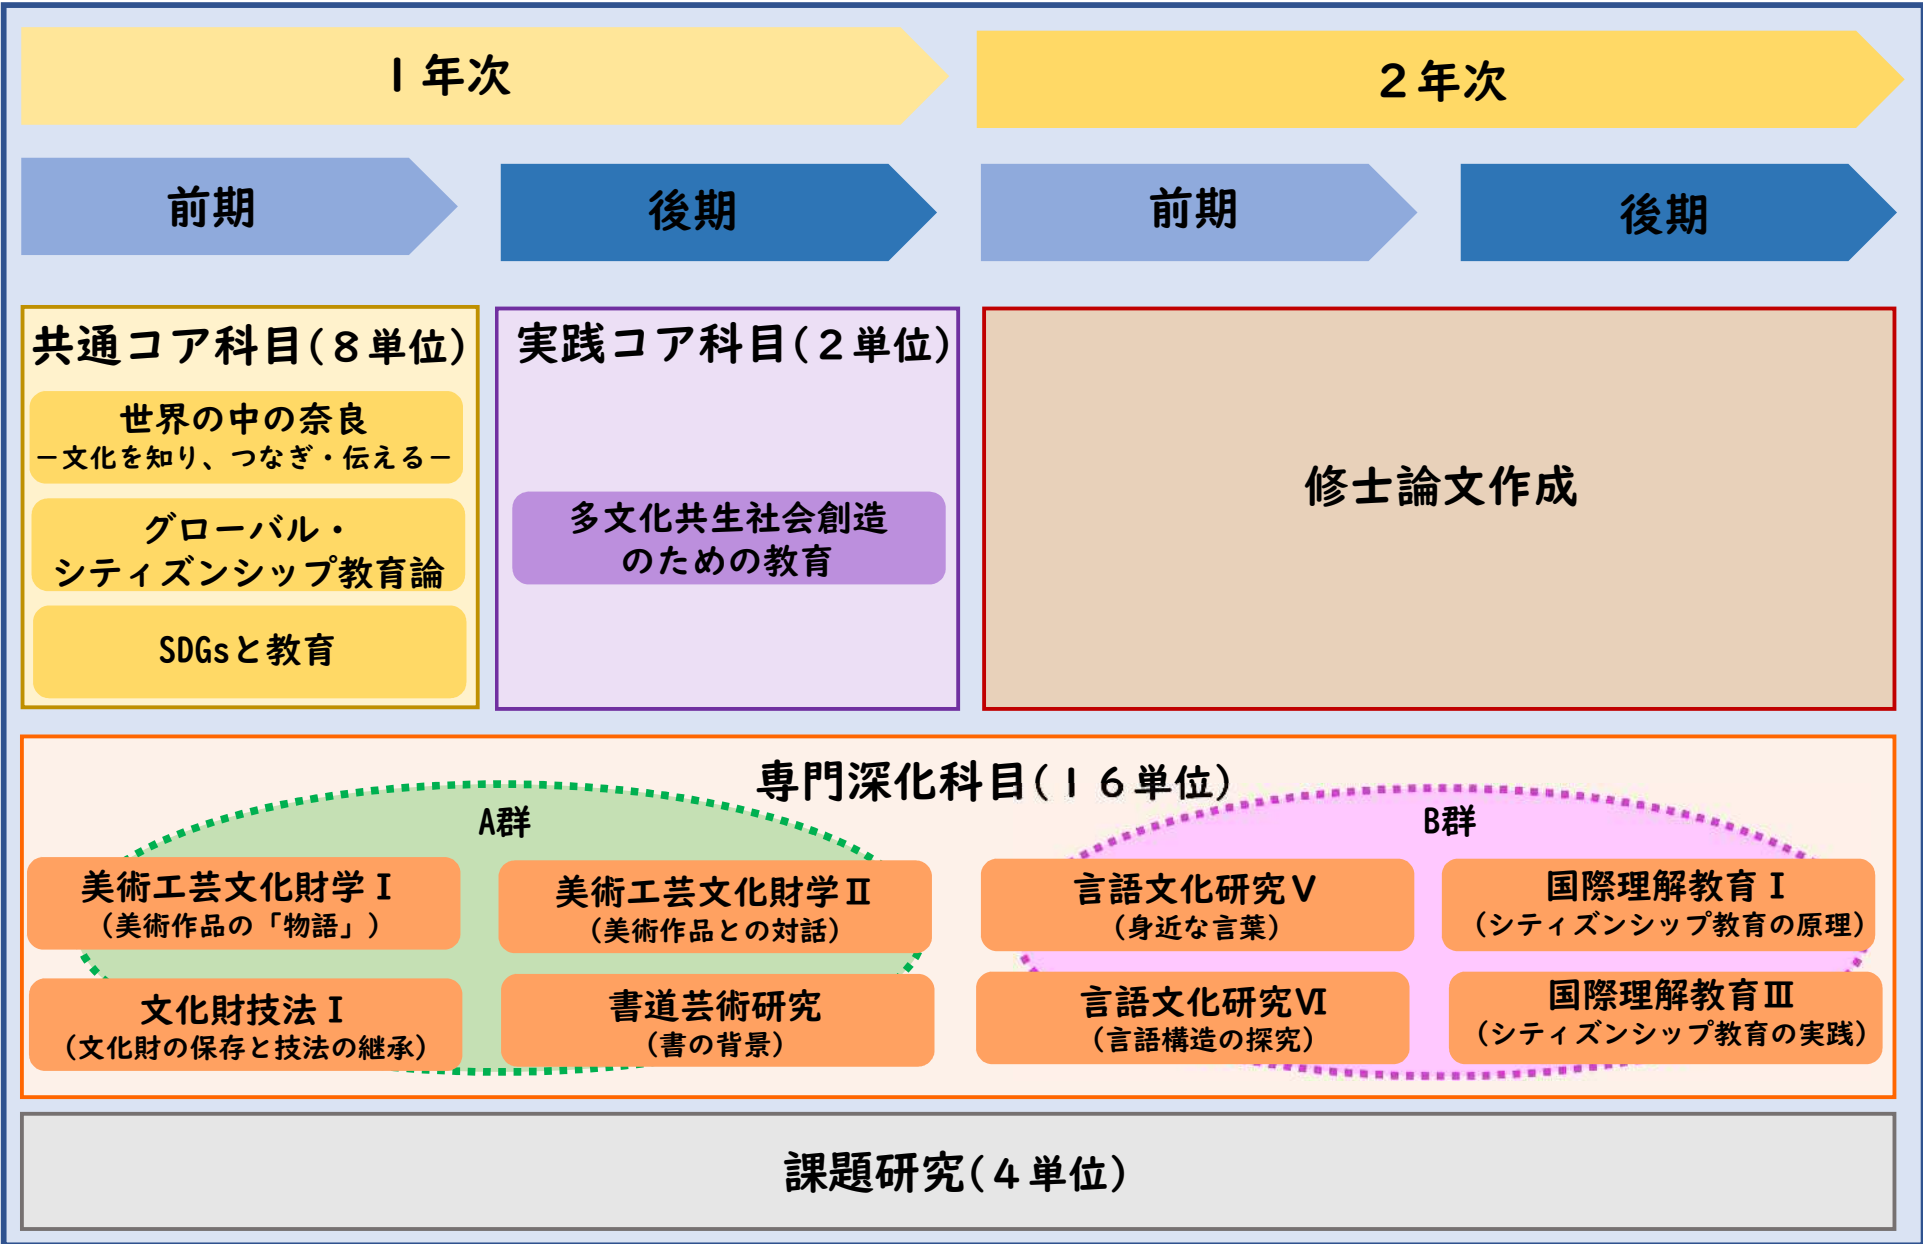 1年次
2年次
前期
後期
前期
後期
共通コア科目(8単位)
世界の中の奈良
－文化を知り、つなぎ・伝える－
グローバル・
シティズンシップ教育論
SDGsと教育
実践コア科目(2単位)
多文化共生社会創造
のための教育
修士論文作成
専門深化科目(16単位)
A群
美術工芸文化財学Ⅰ
(美術作品の「物語」)
美術工芸文化財学Ⅱ
(美術作品との対話)
文化財技法Ⅰ
(文化財の保存と技法の継承)
書道芸術研究
(書の背景)
B群
言語文化研究Ⅴ
(身近な言葉)
国際理解教育Ⅰ
(シティズンシップ教育の原理)
言語文化研究Ⅵ
(言語構造の探究)
国際理解教育Ⅲ
(シティズンシップ教育の実践)
課題研究(4単位)